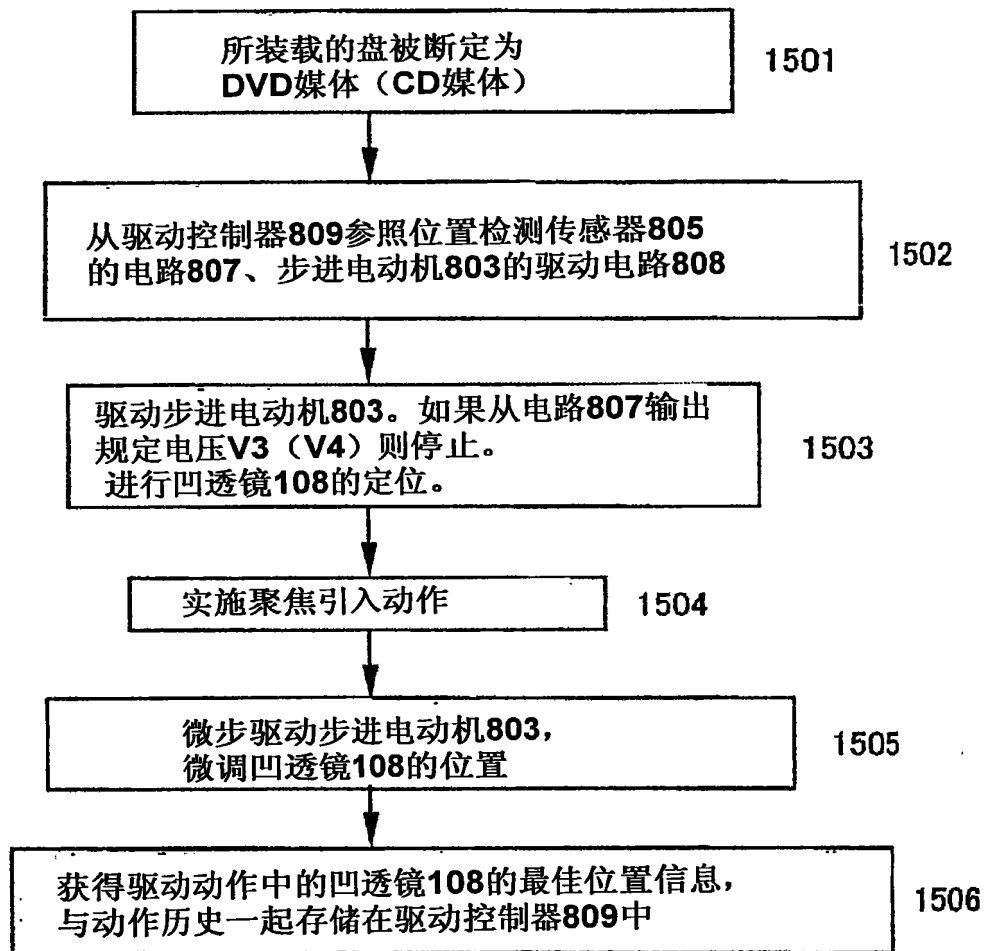 所装载的盘被断定为
DVD媒体（CD媒体）
1501
从驱动控制器809参照位置检测传感器805
的电路807、步进电动机803的驱动电路808
1502
驱动步进电动机803。如果从电路807输出
规定电压V3（V4）则停止。
进行凹透镜108的定位。
1503
实施聚焦引入动作
1504
微步驱动步进电动机803，
微调凹透镜108的位置
1505
获得驱动动作中的凹透镜108的最佳位置信息，
与动作历史一起存储在驱动控制器809中
1506